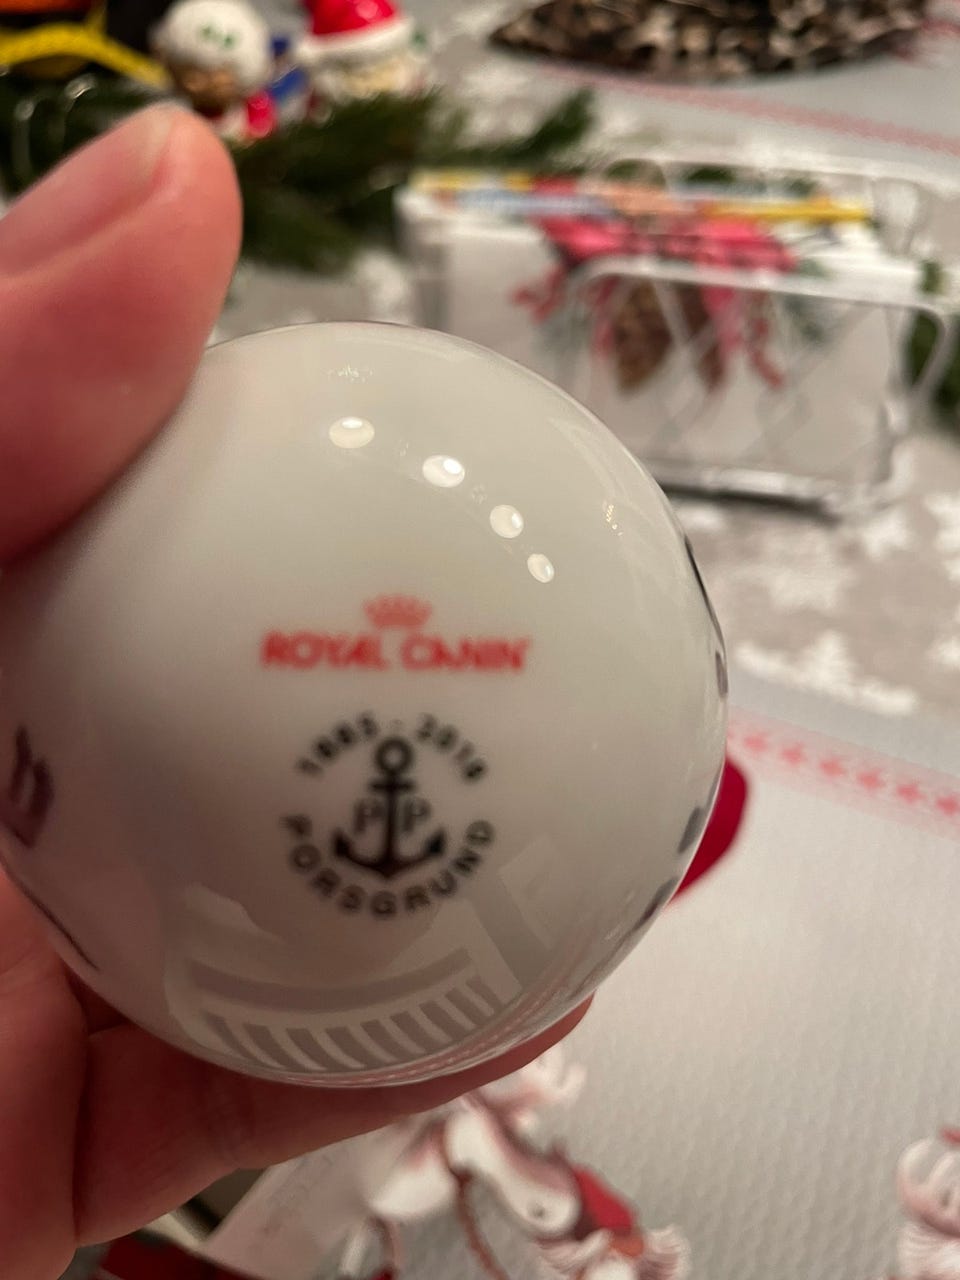 ROYAL CANIN
1885 - 2018
P P
PORSGRUND